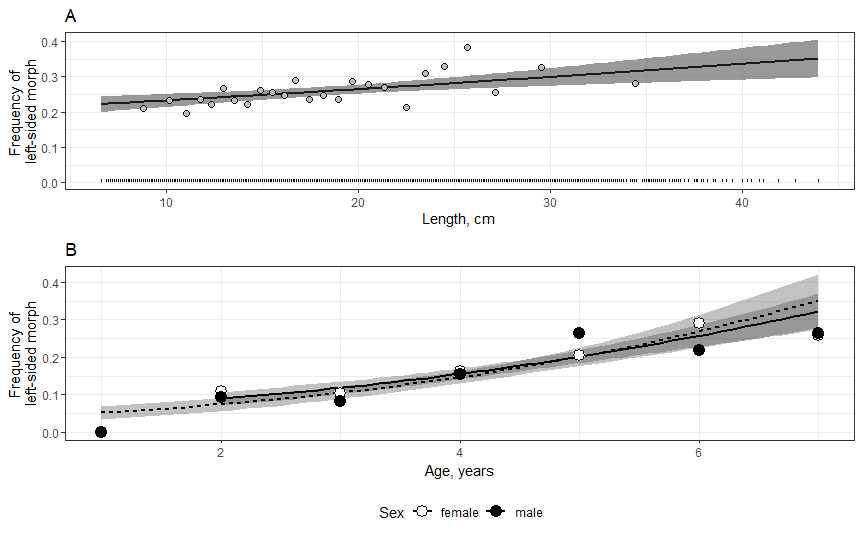 A
Frequency of
left-sided morph
0.4
0.3
0.2
0.1
0.0
10 20 30 40
Length, cm
B
Frequency of
left-sided morph
0.4
0.3
0.2
0.1
0.0
2 4 6
Age, years
Sex female male